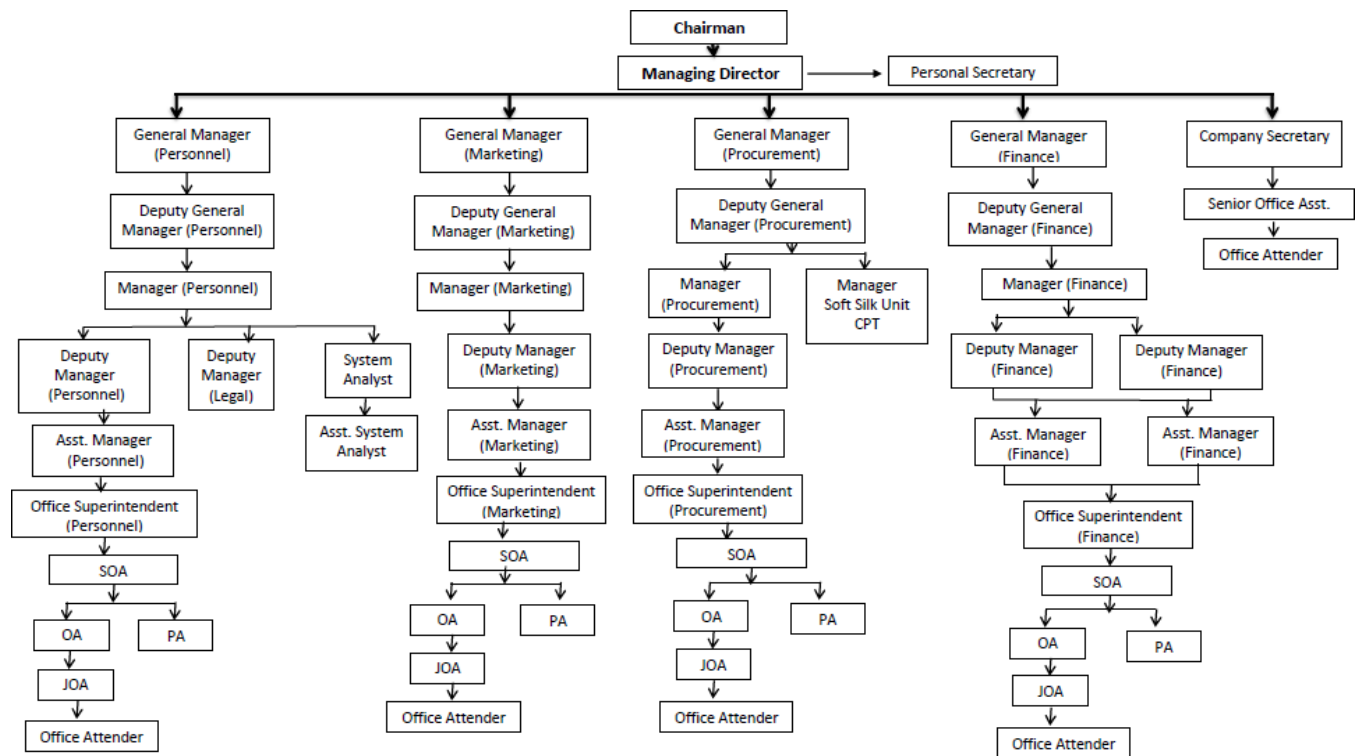 Chairman
Managing Director
Personal Secretary
General Manager
(Personnel)
General Manager
(Marketing)
General Manager
(Procurement)
General Manager
(Finance)
Company Secretary
Deputy General
Manager (Personnel)
Deputy General
Manager (Marketing)
Deputy General
Manager (Procurement)
Deputy General
Manager (Finance)
Senior Office Asst.
Office Attender
Manager (Personnel)
Manager (Marketing)
Manager
(Procurement)
Manager
Soft Silk Unit
CPT
Manager (Finance)
Deputy
Manager
(Personnel)
Deputy
Manager
(Legal)
System
Analyst
Deputy Manager
(Marketing)
Deputy Manager
(Procurement)
Deputy Manager
(Finance)
Deputy Manager
(Finance)
Asst. Manager
(Personnel)
Asst. System
Analyst
Asst. Manager
(Marketing)
Asst. Manager
(Procurement)
Asst. Manager
(Finance)
Asst. Manager
(Finance)
Office Superintendent
(Personnel)
Office Superintendent
(Marketing)
Office Superintendent
(Procurement)
Office Superintendent
(Finance)
SOA
SOA
SOA
SOA
OA
PA
OA
PA
OA
PA
OA
PA
JOA
JOA
JOA
JOA
Office Attender
Office Attender
Office Attender
Office Attender